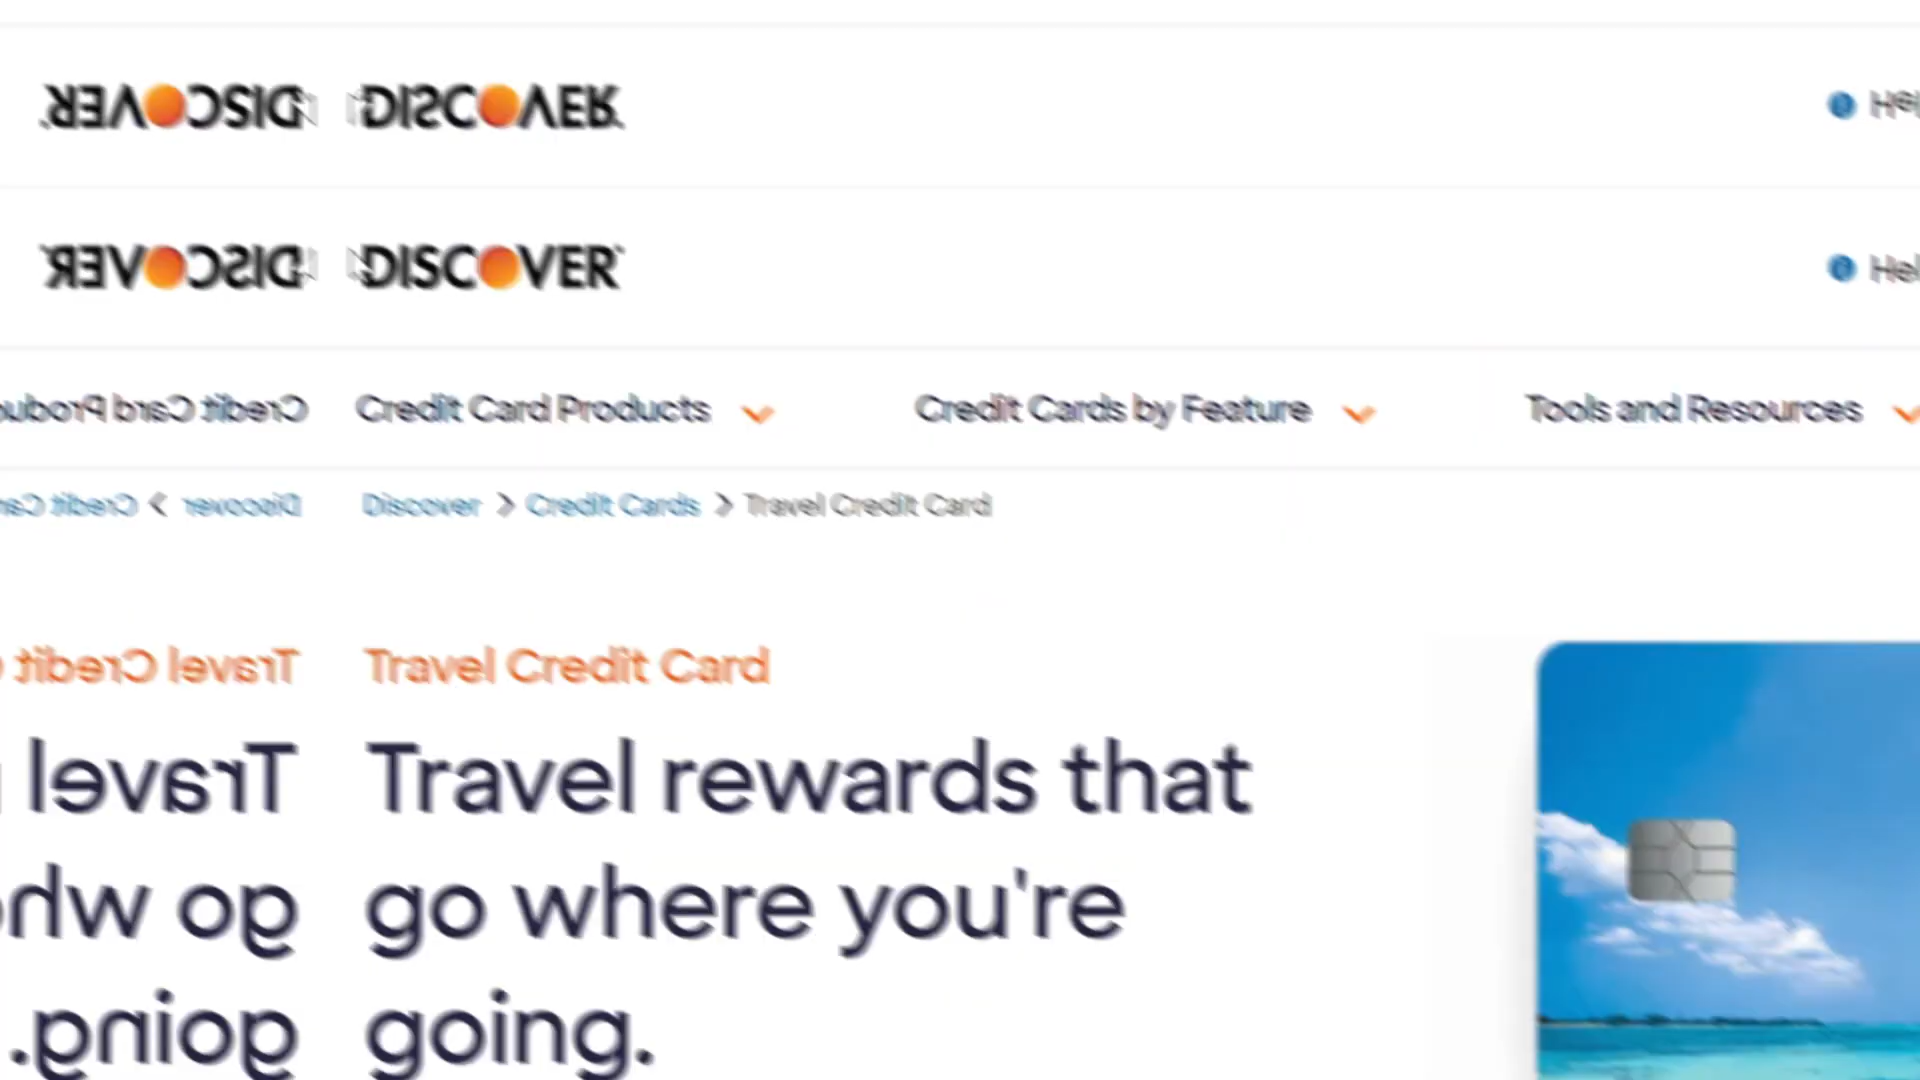 DISCOVER
DISCOVER
Credit Card Products Credit Cards by Feature Tools and Resources
Discover > Credit Cards > Travel Credit Card
Travel Credit Card
Travel rewards that
go where you're
going.